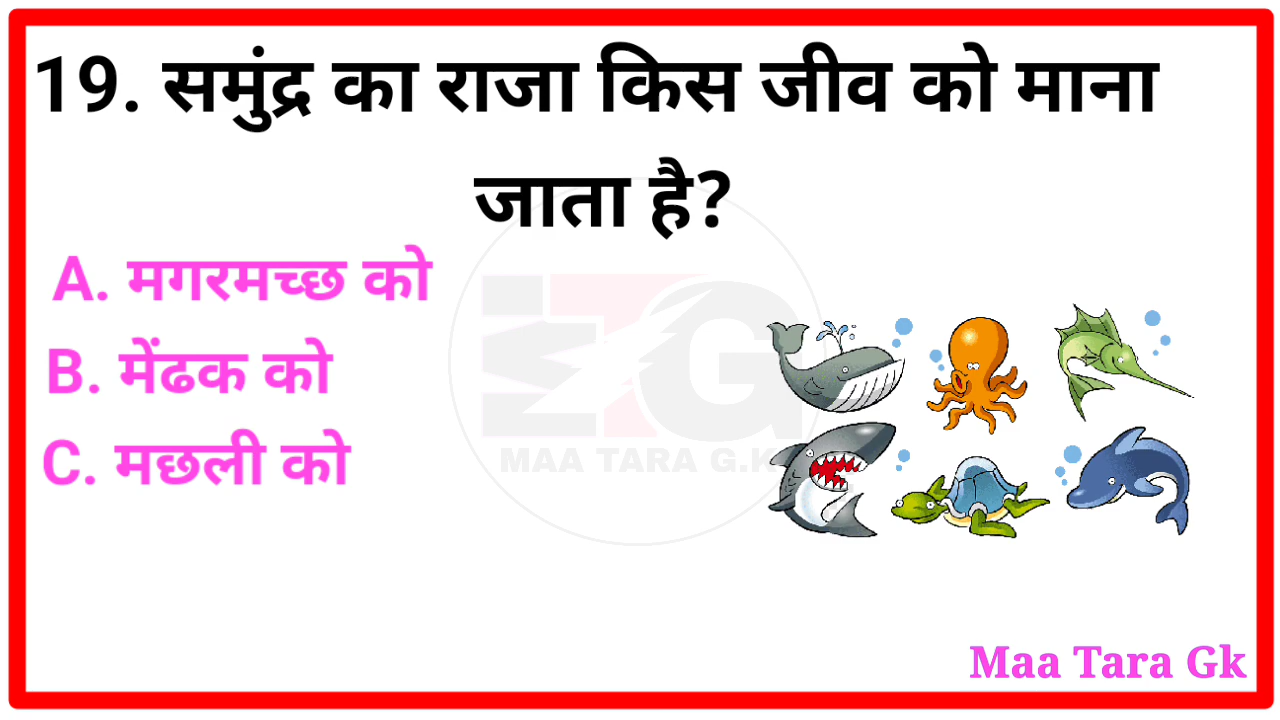 19. समुंद्र का राजा किस जीव को माना
जाता है?
A. मगरमच्छ को
B. मेंढक को
C. मछली को
MAA TARA G.K
Maa Tara Gk